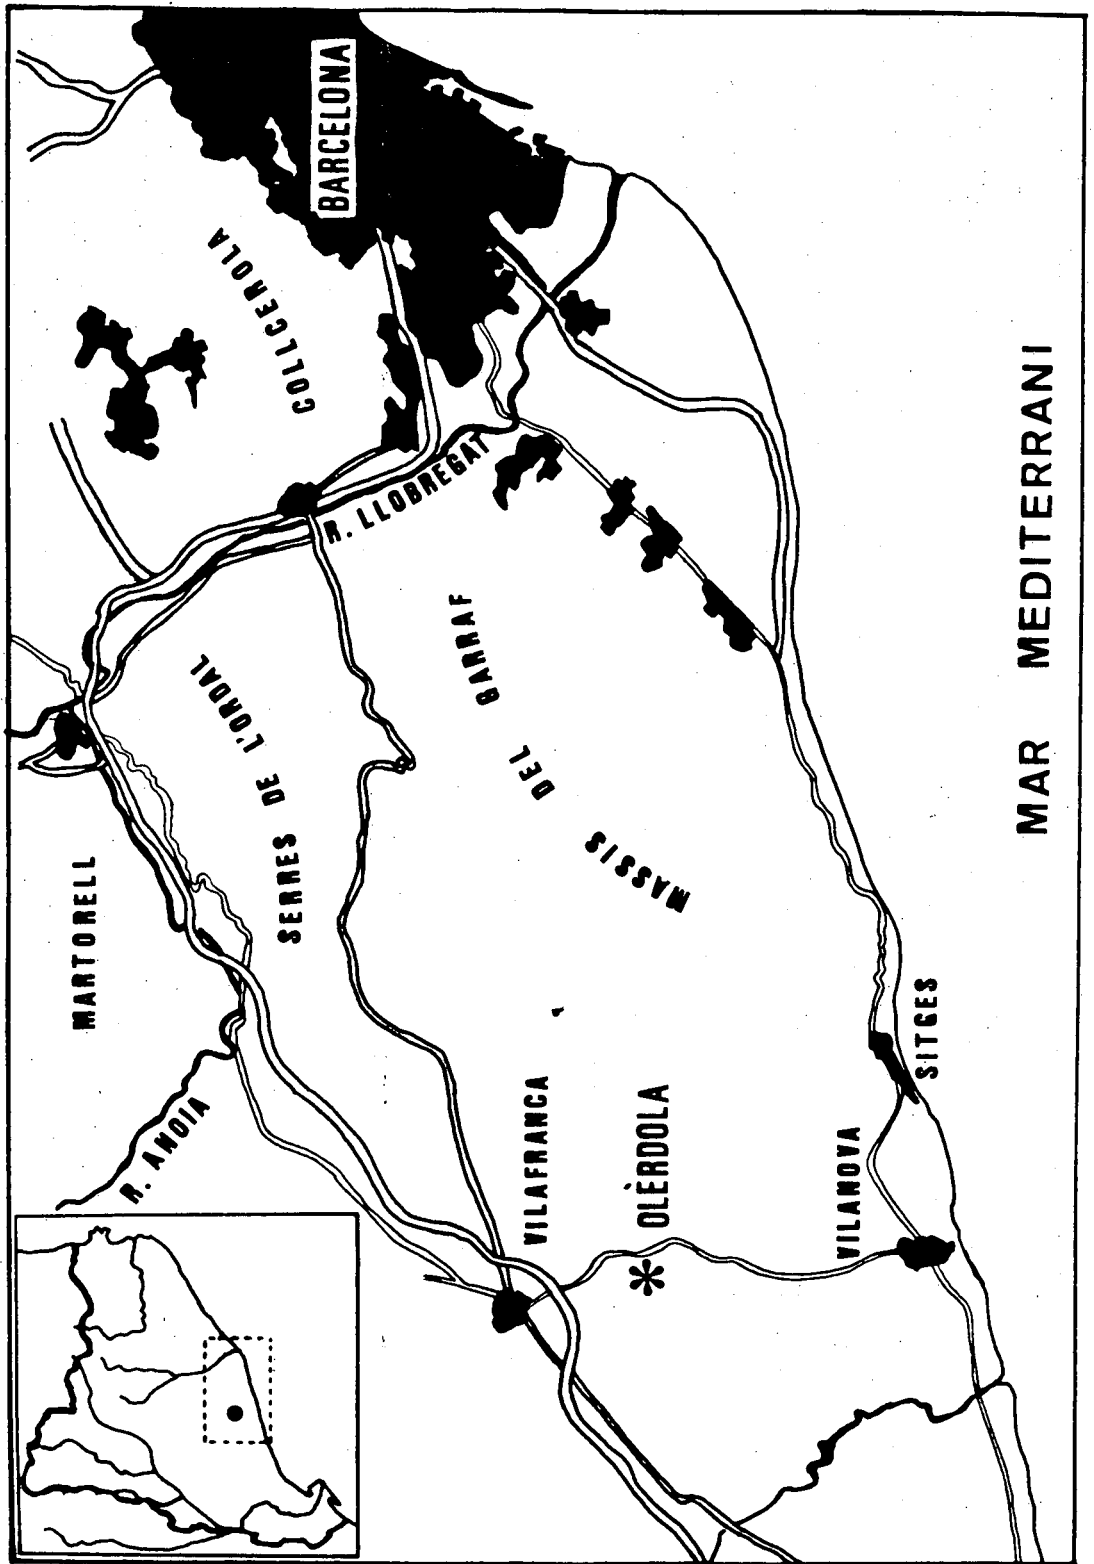 BARCELONA
COLLCEROLA
R. LLOBREGAT
MAR MEDITERRANI
SERRES DE L'ORDAL
MASSIS DEL GARRAF
MARTORELL
R. ANOIA
SITGES
VILAFRANCA
OLÈRDOLA
VILANOVA